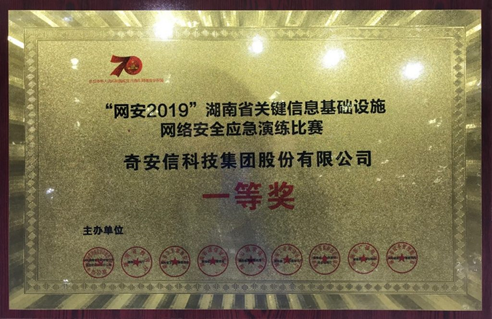 70
“网安2019”湖南省关键信息基础设施
网络安全应急演练比赛
奇安信科技集团股份有限公司
一等奖
主办单位